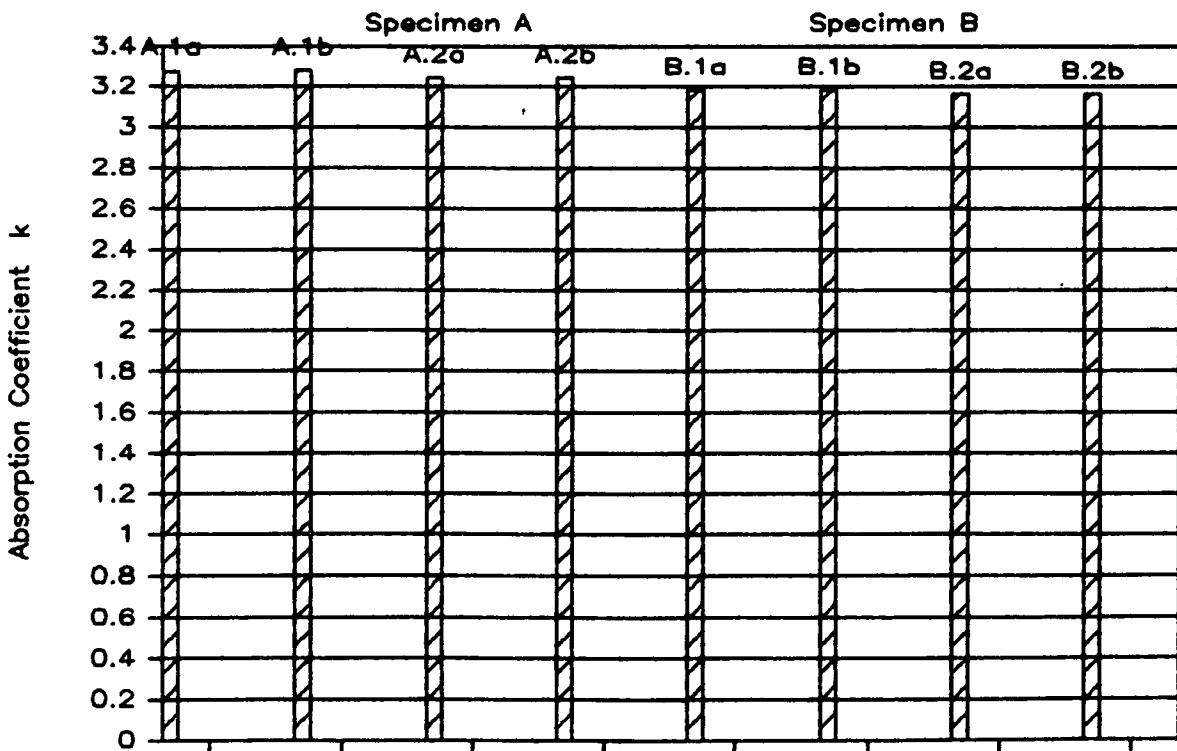 Specimen A
Specimen B
A.1a
A.1b
A.2a
A.2b
B.1a
B.1b
B.2a
B.2b
3.4
3.2
3
2.8
2.6
2.4
2.2
2
1.8
1.6
1.4
1.2
1
0.8
0.6
0.4
0.2
0
Absorption Coefficient k